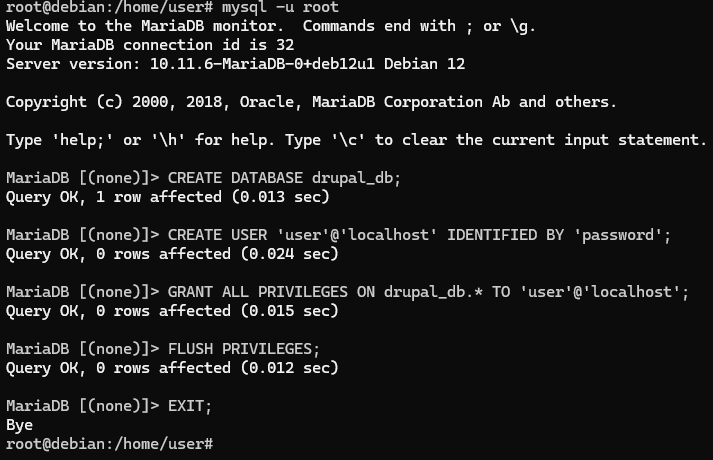 root@debian:/home/user# mysql -u root
Welcome to the MariaDB monitor.  Commands end with ; or \g.
Your MariaDB connection id is 32
Server version: 10.11.6-MariaDB-0+deb12u1 Debian 12

Copyright (c) 2000, 2018, Oracle, MariaDB Corporation Ab and others.

Type 'help;' or '\h' for help. Type '\c' to clear the current input statement.

MariaDB [(none)]> CREATE DATABASE drupal_db;
Query OK, 1 row affected (0.013 sec)

MariaDB [(none)]> CREATE USER 'user'@'localhost' IDENTIFIED BY 'password';
Query OK, 0 rows affected (0.024 sec)

MariaDB [(none)]> GRANT ALL PRIVILEGES ON drupal_db.* TO 'user'@'localhost';
Query OK, 0 rows affected (0.015 sec)

MariaDB [(none)]> FLUSH PRIVILEGES;
Query OK, 0 rows affected (0.012 sec)

MariaDB [(none)]> EXIT;
Bye
root@debian:/home/user#